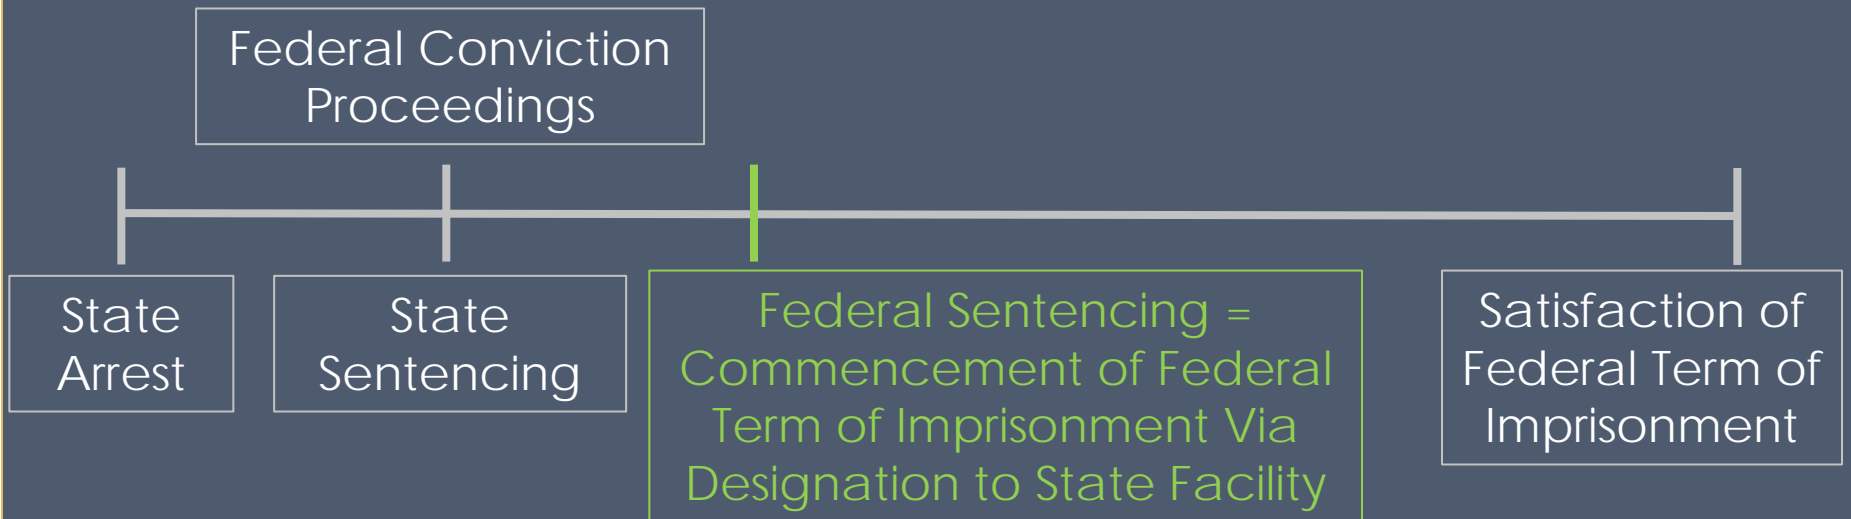 Federal Conviction
Proceedings
State
Arrest
State
Sentencing
Federal Sentencing =
Commencement of Federal
Term of Imprisonment Via
Designation to State Facility
Satisfaction of
Federal Term of
Imprisonment